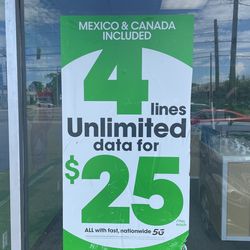 MEXICO & CANADA
INCLUDED
4
lines
Unlimited
data for
$25
ALL with fast, nationwide 5G